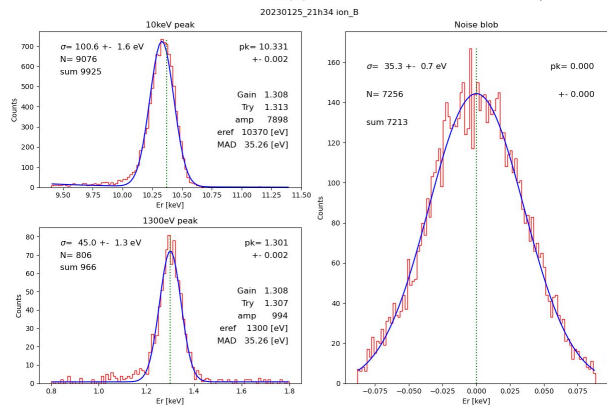 20230125_21h34 ion_B
10keV peak
σ= 100.6 +- 1.6 eV
N= 9076
sum 9925
pk= 10.331
+- 0.002
Gain 1.308
Try 1.313
amp 7898
eref 10370 [eV]
MAD 35.26 [eV]
Counts
700
600
500
400
300
200
100
0
9.50 9.75 10.00 10.25 10.50 10.75 11.00 11.25 11.50
Er [keV]
1300eV peak
σ= 45.0 +- 1.3 eV
N= 806
sum 966
pk= 1.301
+- 0.002
Gain 1.308
Try 1.307
amp 994
eref 1300 [eV]
MAD 35.26 [eV]
Counts
80
70
60
50
40
30
20
10
0
0.8 1.0 1.2 1.4 1.6 1.8
Er [keV]
Noise blob
σ= 35.3 +- 0.7 eV
N= 7256
sum 7213
pk= 0.000
+- 0.000
Counts
160
140
120
100
80
60
40
20
0
−0.075 −0.050 −0.025 0.000 0.025 0.050 0.075
Er [keV]